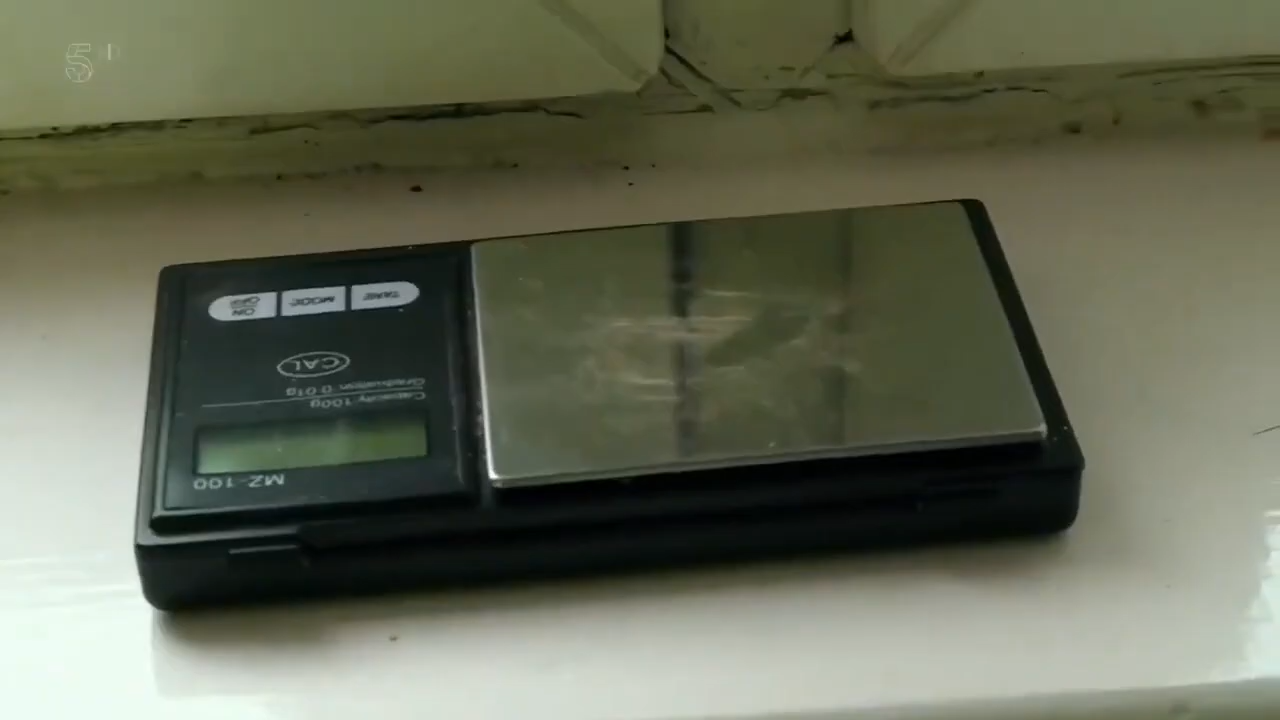 5
MZ-100
Capacity 100g
Graduation 0.01g
CAL
TARE
MODE
ON
OFF